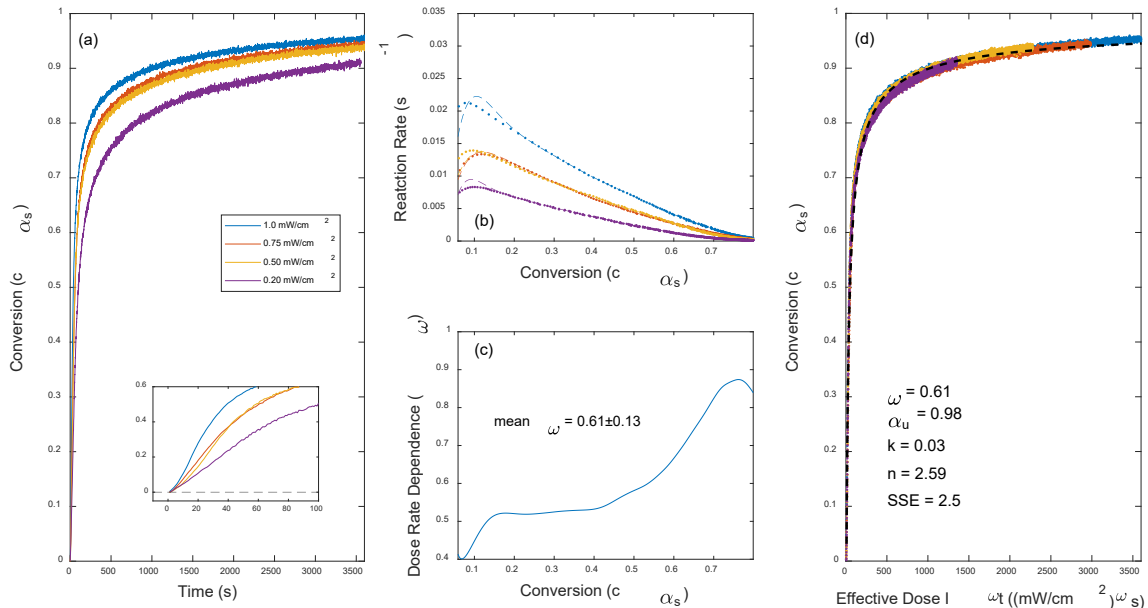 (a)
Conversion (c α_s
1
0.9
0.8
0.7
0.6
0.5
0.4
0.3
0.2
0.1
0
1.0 mW/cm 2
0.75 mW/cm 2
0.50 mW/cm 2
0.20 mW/cm 2
0.6
0.4
0.2
0
0 20 40 60 80 100
0 500 1000 1500 2000 2500 3000 3500
Time (s)
Reatction Rate (s -1
0.035
0.03
0.025
0.02
0.015
0.01
0.005
0
(b)
0.1 0.2 0.3 0.4 0.5 0.6 0.7
Conversion (c α_s)
Dose Rate Dependence ( ω)
1
0.9
0.8
0.7
0.6
0.5
0.4
(c)
mean ω = 0.61±0.13
0.1 0.2 0.3 0.4 0.5 0.6 0.7
Conversion (c α_s)
(d)
Conversion (c α_s
1
0.9
0.8
0.7
0.6
0.5
0.4
0.3
0.2
0.1
0
ω = 0.61
α_u = 0.98
k = 0.03
n = 2.59
SSE = 2.5
0 500 1000 1500 2000 2500 3000 3500
Effective Dose I ωt ((mW/cm 2)ω s)